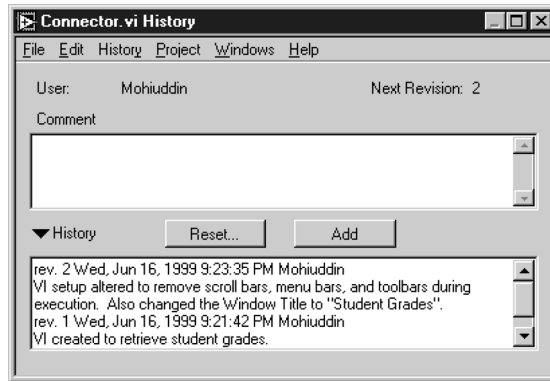 Connector.vi History
File Edit History Project Windows Help
User: Mohiuddin Next Revision: 2
Comment
History Reset... Add
rev. 2 Wed, Jun 16, 1999 9:23:35 PM Mohiuddin
VI setup altered to remove scroll bars, menu bars, and toolbars during
execution. Also changed the Window Title to "Student Grades".
rev. 1 Wed, Jun 16, 1999 9:21:42 PM Mohiuddin
VI created to retrieve student grades.